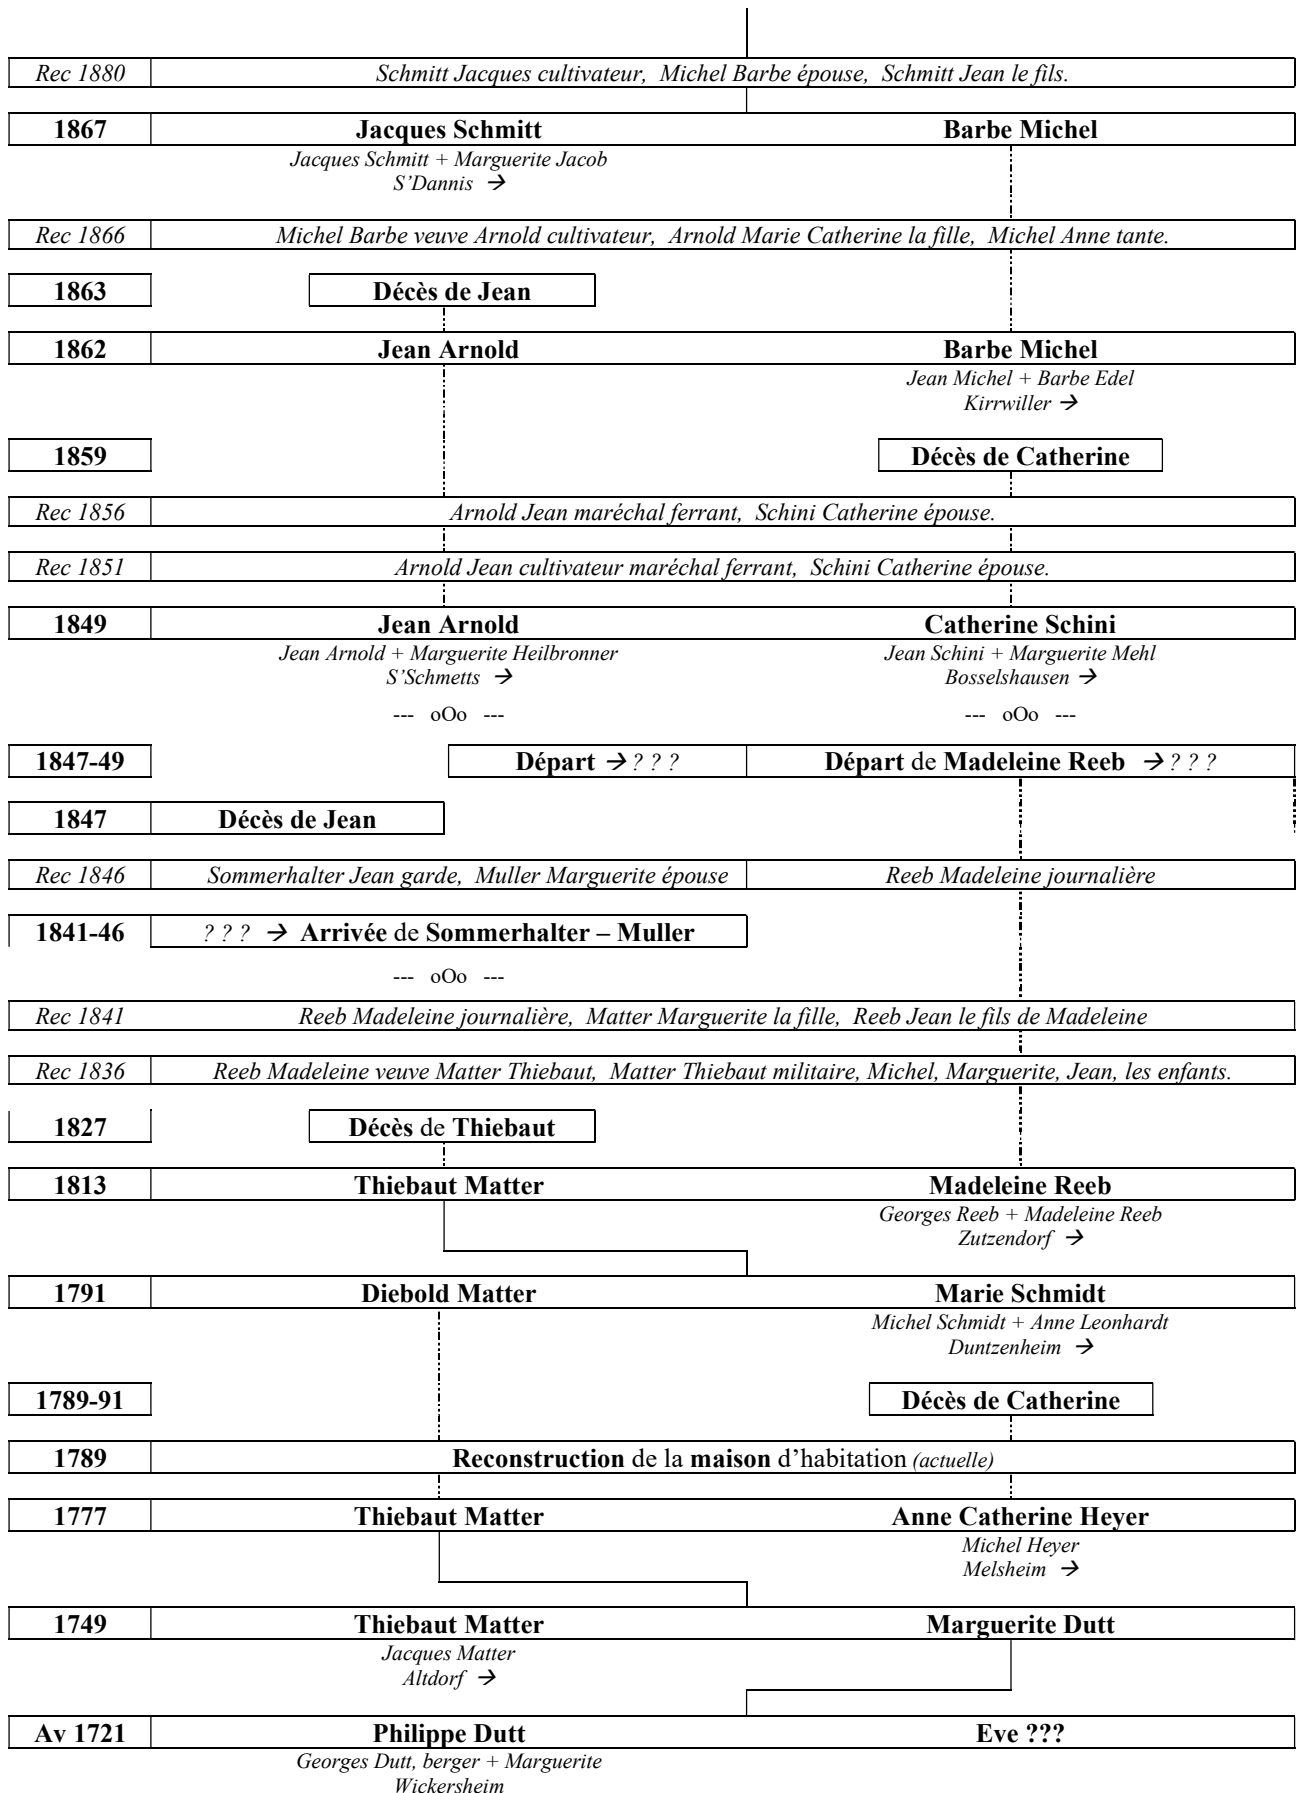 Rec 1880 Schmitt Jacques cultivateur, Michel Barbe épouse, Schmitt Jean le fils.
1867 Jacques Schmitt Barbe Michel
Jacques Schmitt + Marguerite Jacob
S'Dannis →
Rec 1866 Michel Barbe veuve Arnold cultivateur, Arnold Marie Catherine la fille, Michel Anne tante.
1863 Décès de Jean
1862 Jean Arnold Barbe Michel
Jean Michel + Barbe Edel
Kirrwiller →
1859 Décès de Catherine
Rec 1856 Arnold Jean maréchal ferrant, Schini Catherine épouse.
Rec 1851 Arnold Jean cultivateur maréchal ferrant, Schini Catherine épouse.
1849 Jean Arnold Catherine Schini
Jean Arnold + Marguerite Heilbronner Jean Schini + Marguerite Mehl
S'Schmetts → Bosselshausen →
--- oOo --- --- oOo ---
1847-49 Départ → ? ? ? Départ de Madeleine Reeb → ? ? ?
1847 Décès de Jean
Rec 1846 Sommerhalter Jean garde, Muller Marguerite épouse Reeb Madeleine journalière
1841-46 ? ? ? → Arrivée de Sommerhalter – Muller
--- oOo ---
Rec 1841 Reeb Madeleine journalière, Matter Marguerite la fille, Reeb Jean le fils de Madeleine
Rec 1836 Reeb Madeleine veuve Matter Thiebaut, Matter Thiebaut militaire, Michel, Marguerite, Jean, les enfants.
1827 Décès de Thiebaut
1813 Thiebaut Matter Madeleine Reeb
Georges Reeb + Madeleine Reeb
Zutzendorf →
1791 Diebold Matter Marie Schmidt
Michel Schmidt + Anne Leonhardt
Duntzenheim →
1789-91 Décès de Catherine
1789 Reconstruction de la maison d'habitation (actuelle)
1777 Thiebaut Matter Anne Catherine Heyer
Michel Heyer
Melsheim →
1749 Thiebaut Matter Marguerite Dutt
Jacques Matter
Altdorf →
Av 1721 Philippe Dutt Eve ???
Georges Dutt, berger + Marguerite
Wickersheim